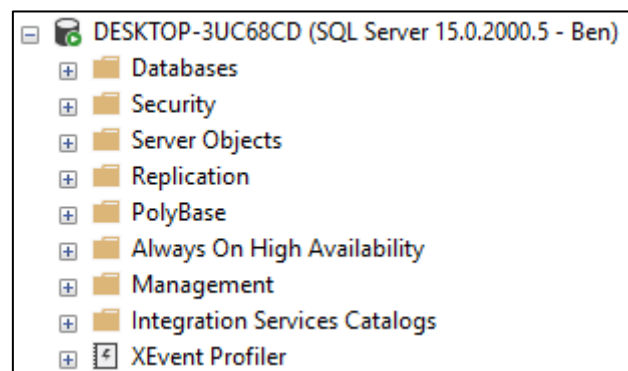 DESKTOP-3UC68CD (SQL Server 15.0.2000.5 - Ben)
Databases
Security
Server Objects
Replication
PolyBase
Always On High Availability
Management
Integration Services Catalogs
XEvent Profiler